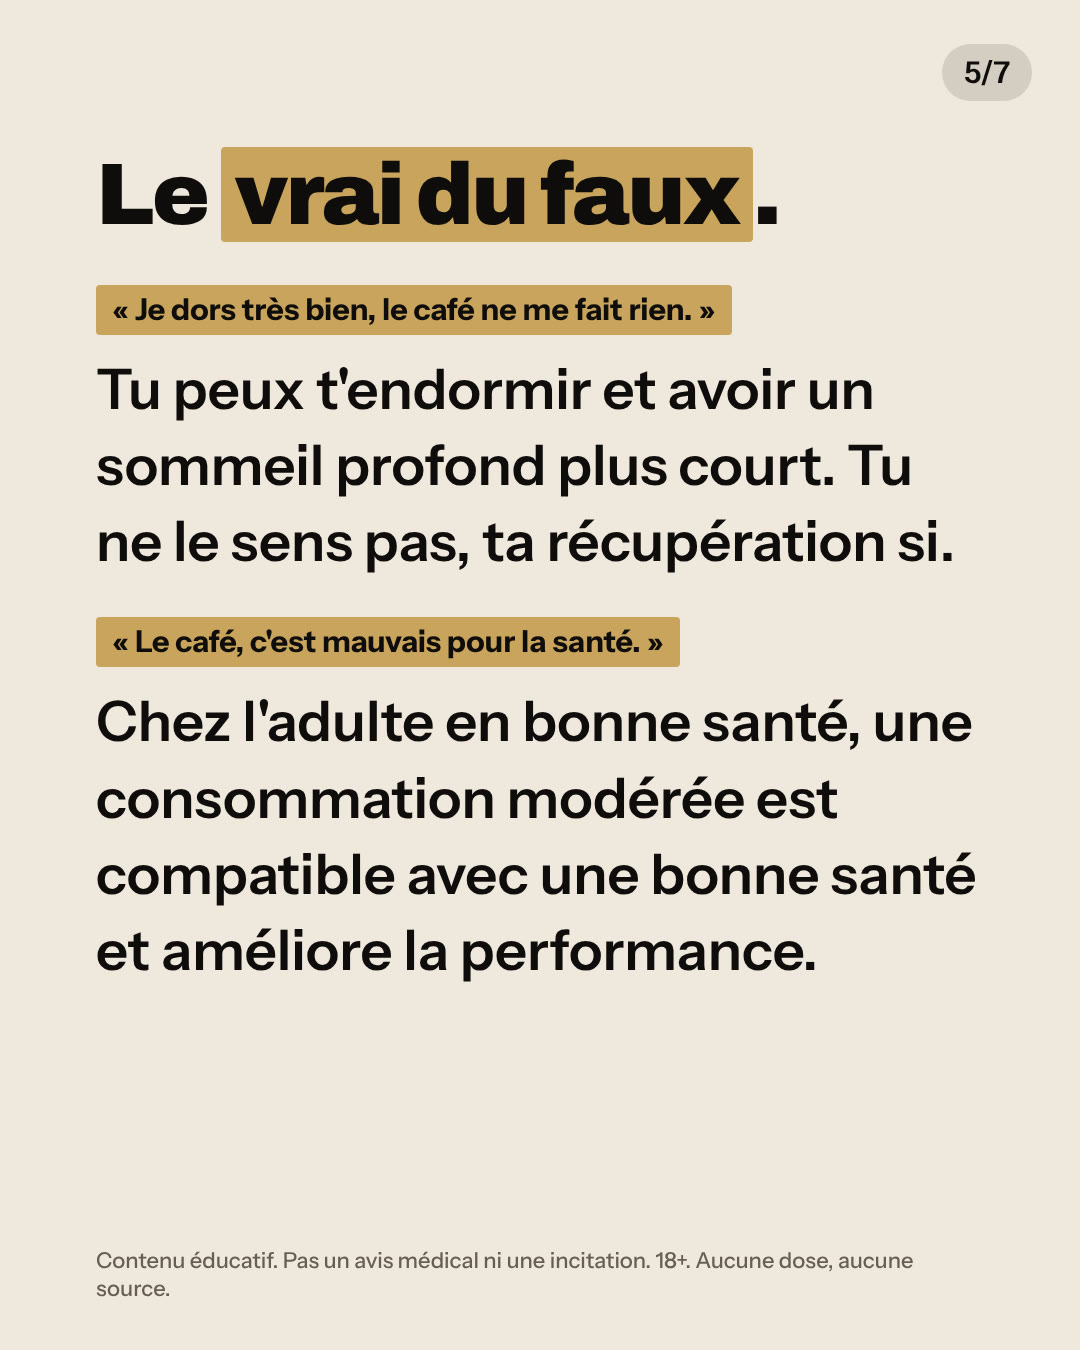 5/7
Le vrai du faux.
« Je dors très bien, le café ne me fait rien. »
Tu peux t'endormir et avoir un
sommeil profond plus court. Tu
ne le sens pas, ta récupération si.
« Le café, c'est mauvais pour la santé. »
Chez l'adulte en bonne santé, une
consommation modérée est
compatible avec une bonne santé
et améliore la performance.
Contenu éducatif. Pas un avis médical ni une incitation. 18+. Aucune dose, aucune
source.